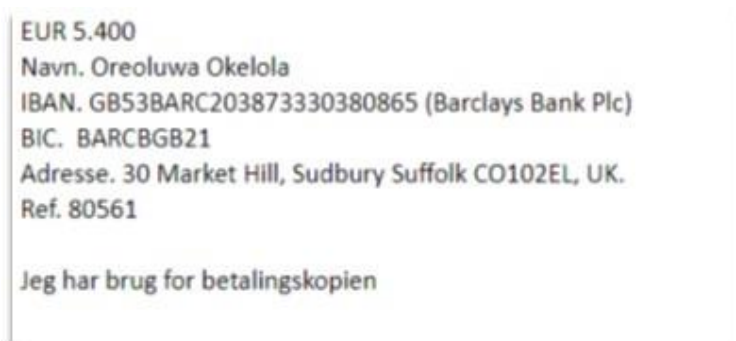 EUR 5.400
Navn. Oreoluwa Okelola
IBAN. GB53BARC203873330380865 (Barclays Bank Plc)
BIC.  BARCBGB21
Adresse. 30 Market Hill, Sudbury Suffolk CO102EL, UK.
Ref. 80561
Jeg har brug for betalingskopien